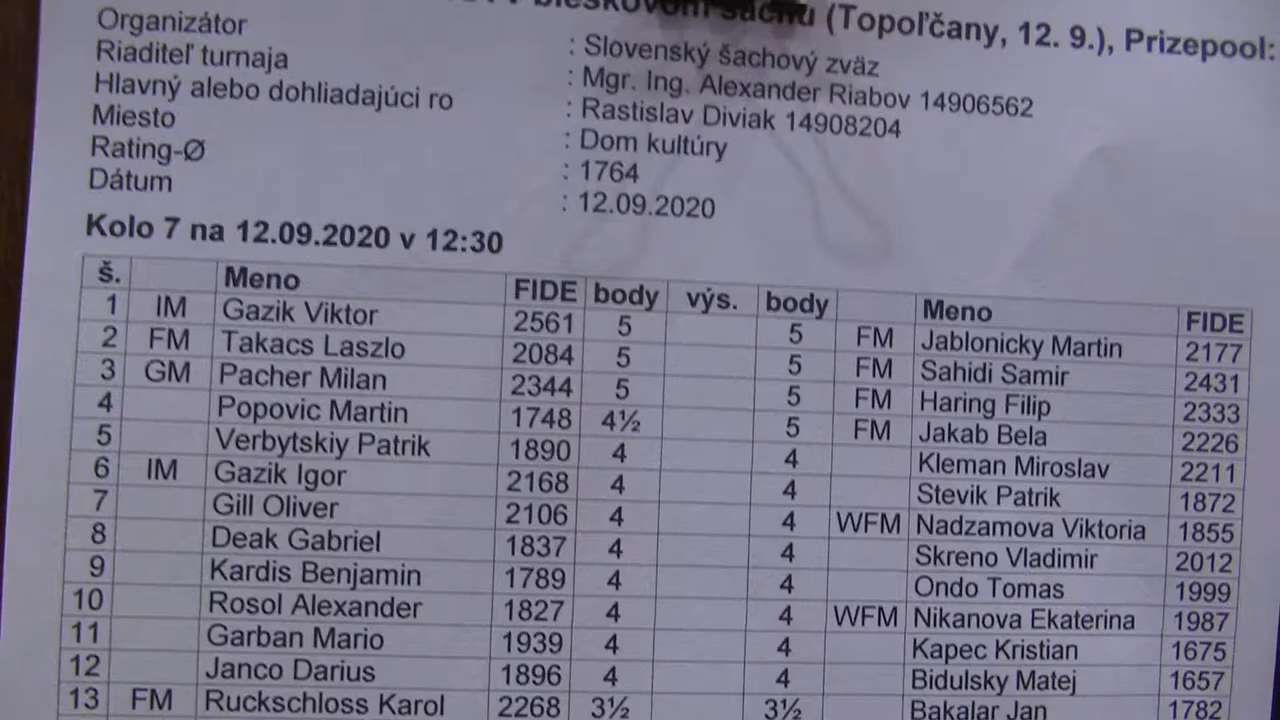 šachu (Topoľčany, 12. 9.), Prizepool:
Organizátor : Slovenský šachový zväz
Riaditeľ turnaja : Mgr. Ing. Alexander Riabov 14906562
Hlavný alebo dohliadajúci ro : Rastislav Diviak 14908204
Miesto : Dom kultúry
Rating-Ø : 1764
Dátum : 12.09.2020
Kolo 7 na 12.09.2020 v 12:30
š. Meno FIDE body výs. body Meno FIDE
1 IM Gazik Viktor 2561 5 5 FM Jablonicky Martin 2177
2 FM Takacs Laszlo 2084 5 5 FM Sahidi Samir 2431
3 GM Pacher Milan 2344 5 5 FM Haring Filip 2333
4 Popovic Martin 1748 4½ 5 FM Jakab Bela 2226
5 Verbytskiy Patrik 1890 4 4 Kleman Miroslav 2211
6 IM Gazik Igor 2168 4 4 Stevik Patrik 1872
7 Gill Oliver 2106 4 4 WFM Nadzamova Viktoria 1855
8 Deak Gabriel 1837 4 4 Skreno Vladimir 2012
9 Kardis Benjamin 1789 4 4 Ondo Tomas 1999
10 Rosol Alexander 1827 4 4 WFM Nikanova Ekaterina 1987
11 Garban Mario 1939 4 4 Kapec Kristian 1675
12 Janco Darius 1896 4 4 Bidulsky Matej 1657
13 FM Ruckschloss Karol 2268 3½ 3½ Bakalar Jan 1782